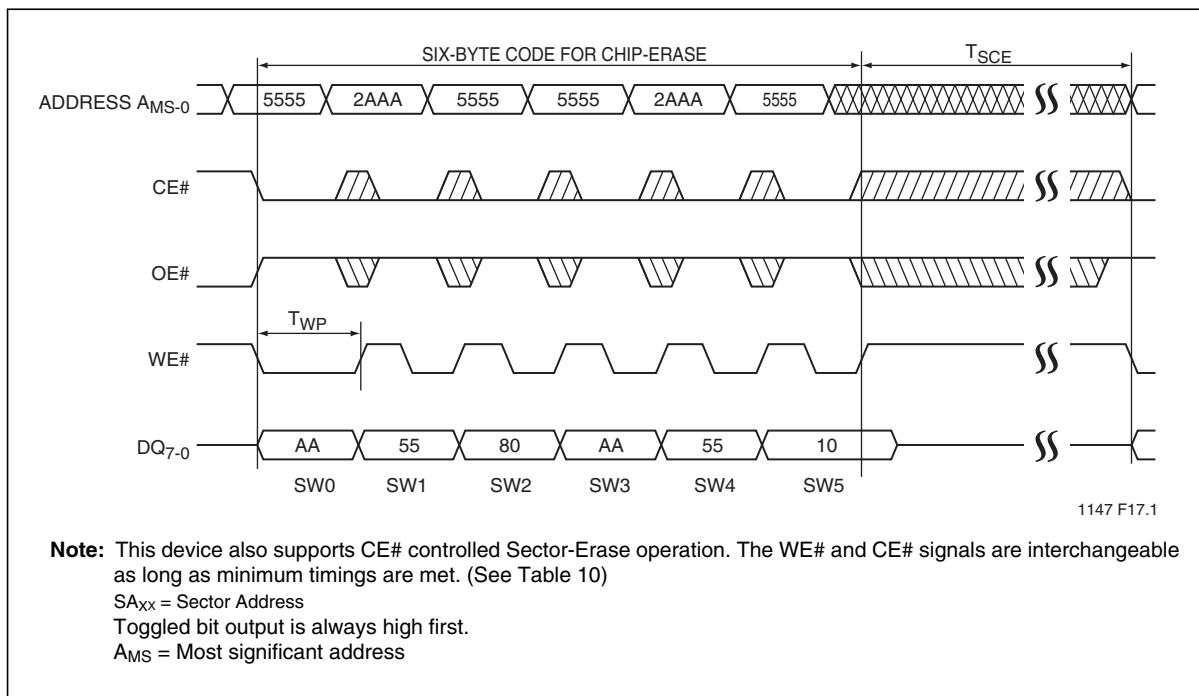 SIX-BYTE CODE FOR CHIP-ERASE TSCE
ADDRESS AMS-0 5555 2AAA 5555 5555 2AAA 5555
CE#
OE#
TWP
WE#
DQ7-0 AA 55 80 AA 55 10
SW0 SW1 SW2 SW3 SW4 SW5
1147 F17.1
Note: This device also supports CE# controlled Sector-Erase operation. The WE# and CE# signals are interchangeable
as long as minimum timings are met. (See Table 10)
SAXX = Sector Address
Toggled bit output is always high first.
AMS = Most significant address